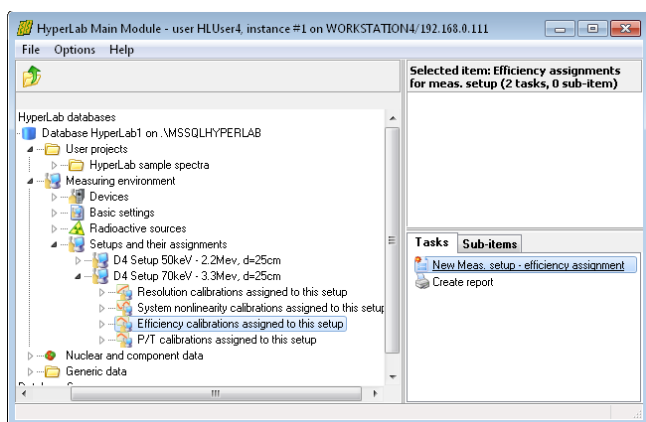 HyperLab Main Module - user HLUser4, instance #1 on WORKSTATION4/192.168.0.111
File Options Help
Selected item: Efficiency assignments
for meas. setup (2 tasks, 0 sub-item)
HyperLab databases
Database HyperLab1 on .\MSSQLHYPERLAB
User projects
HyperLab sample spectra
Measuring environment
Devices
Basic settings
Radioactive sources
Setups and their assignments
D4 Setup 50keV - 2.2Mev, d=25cm
D4 Setup 70keV - 3.3Mev, d=25cm
Resolution calibrations assigned to this setup
System nonlinearity calibrations assigned to this setup
Efficiency calibrations assigned to this setup
P/T calibrations assigned to this setup
Nuclear and component data
Generic data
Tasks Sub-items
New Meas. setup - efficiency assignment
Create report